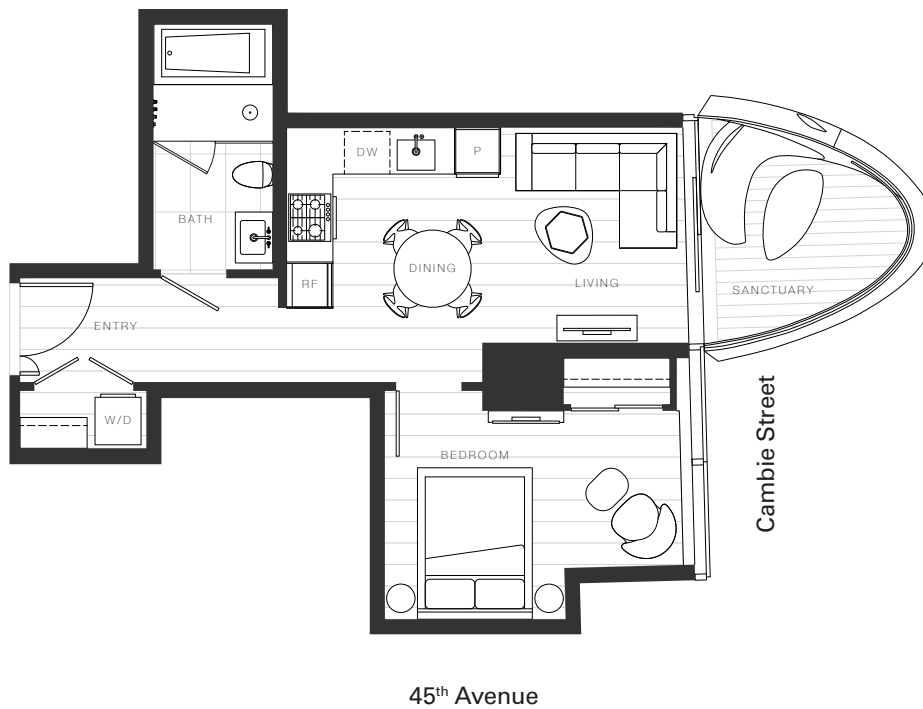 DW
P
BATH
DINING
RF
LIVING
SANCTUARY
ENTRY
W/D
BEDROOM
Cambie Street
45th Avenue